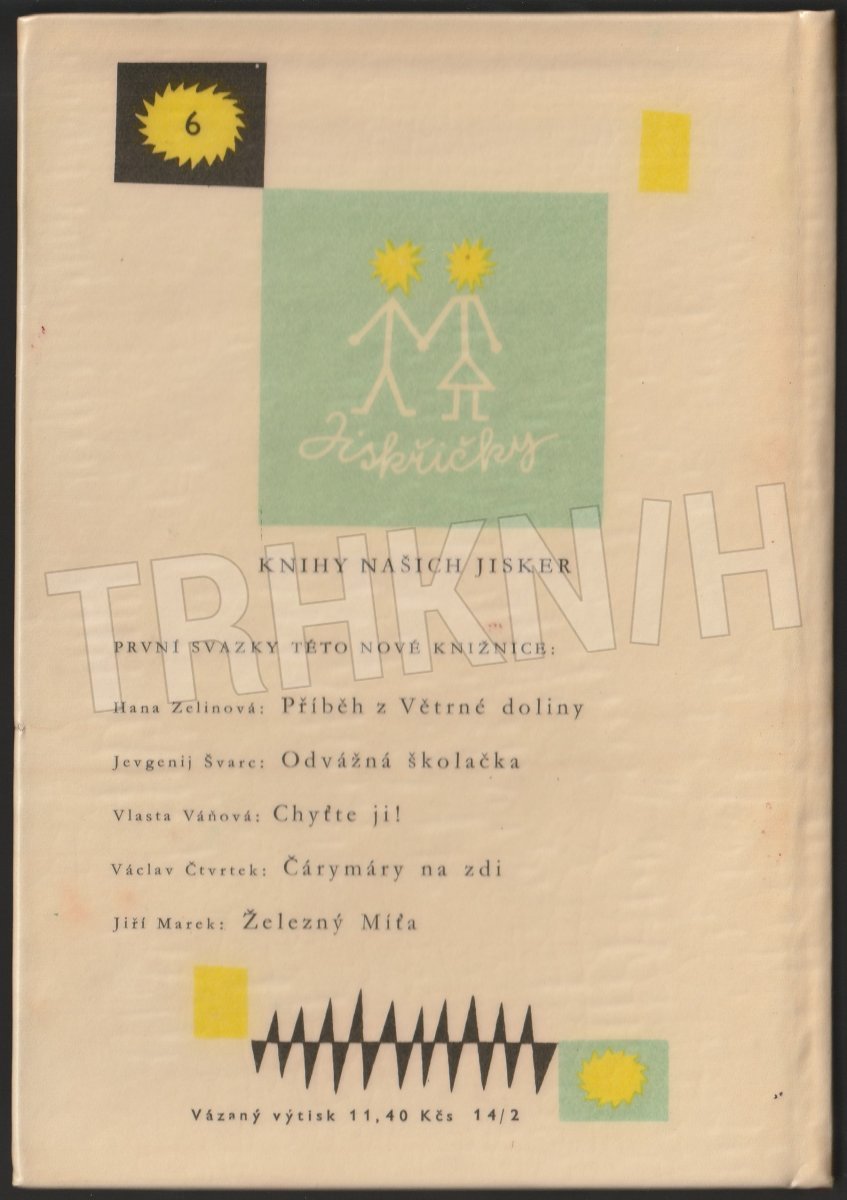 6
Jiskřičky
KNIHY NAŠICH JISKER
TRHKNIH
PRVNÍ SVAZKY TÉTO NOVÉ KNIŽNICE:
Hana Zelinová: Příběh z Větrné doliny
Jevgenij Švarc: Odvážná školačka
Vlasta Váňová: Chyťte ji!
Václav Čtvrtek: Čárymáry na zdi
Jiří Marek: Železný Míťa
Vázaný výtisk 11,40 Kčs 14/2